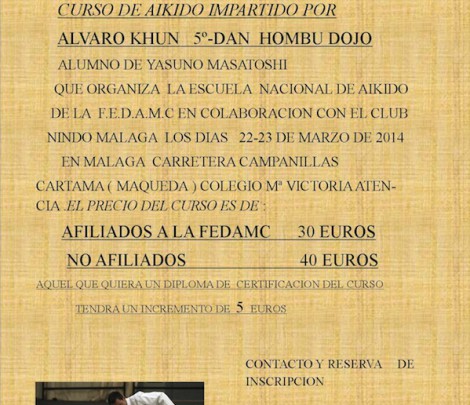 CURSO DE AIKIDO IMPARTIDO POR
ALVARO KHUN 5º-DAN HOMBU DOJO
ALUMNO DE YASUNO MASATOSHI
QUE ORGANIZA LA ESCUELA NACIONAL DE AIKIDO
DE LA F.E.D.A.M.C EN COLABORACION CON EL CLUB
NINDO MALAGA LOS DIAS 22-23 DE MARZO DE 2014
EN MALAGA CARRETERA CAMPANILLAS
CARTAMA ( MAQUEDA ) COLEGIO Mª VICTORIA ATEN-
CIA .EL PRECIO DEL CURSO ES DE :
AFILIADOS A LA FEDAMC 30 EUROS
NO AFILIADOS 40 EUROS
AQUEL QUE QUIERA UN DIPLOMA DE CERTIFICACION DEL CURSO
TENDRA UN INCREMENTO DE 5 EUROS
CONTACTO Y RESERVA DE
INSCRIPCION